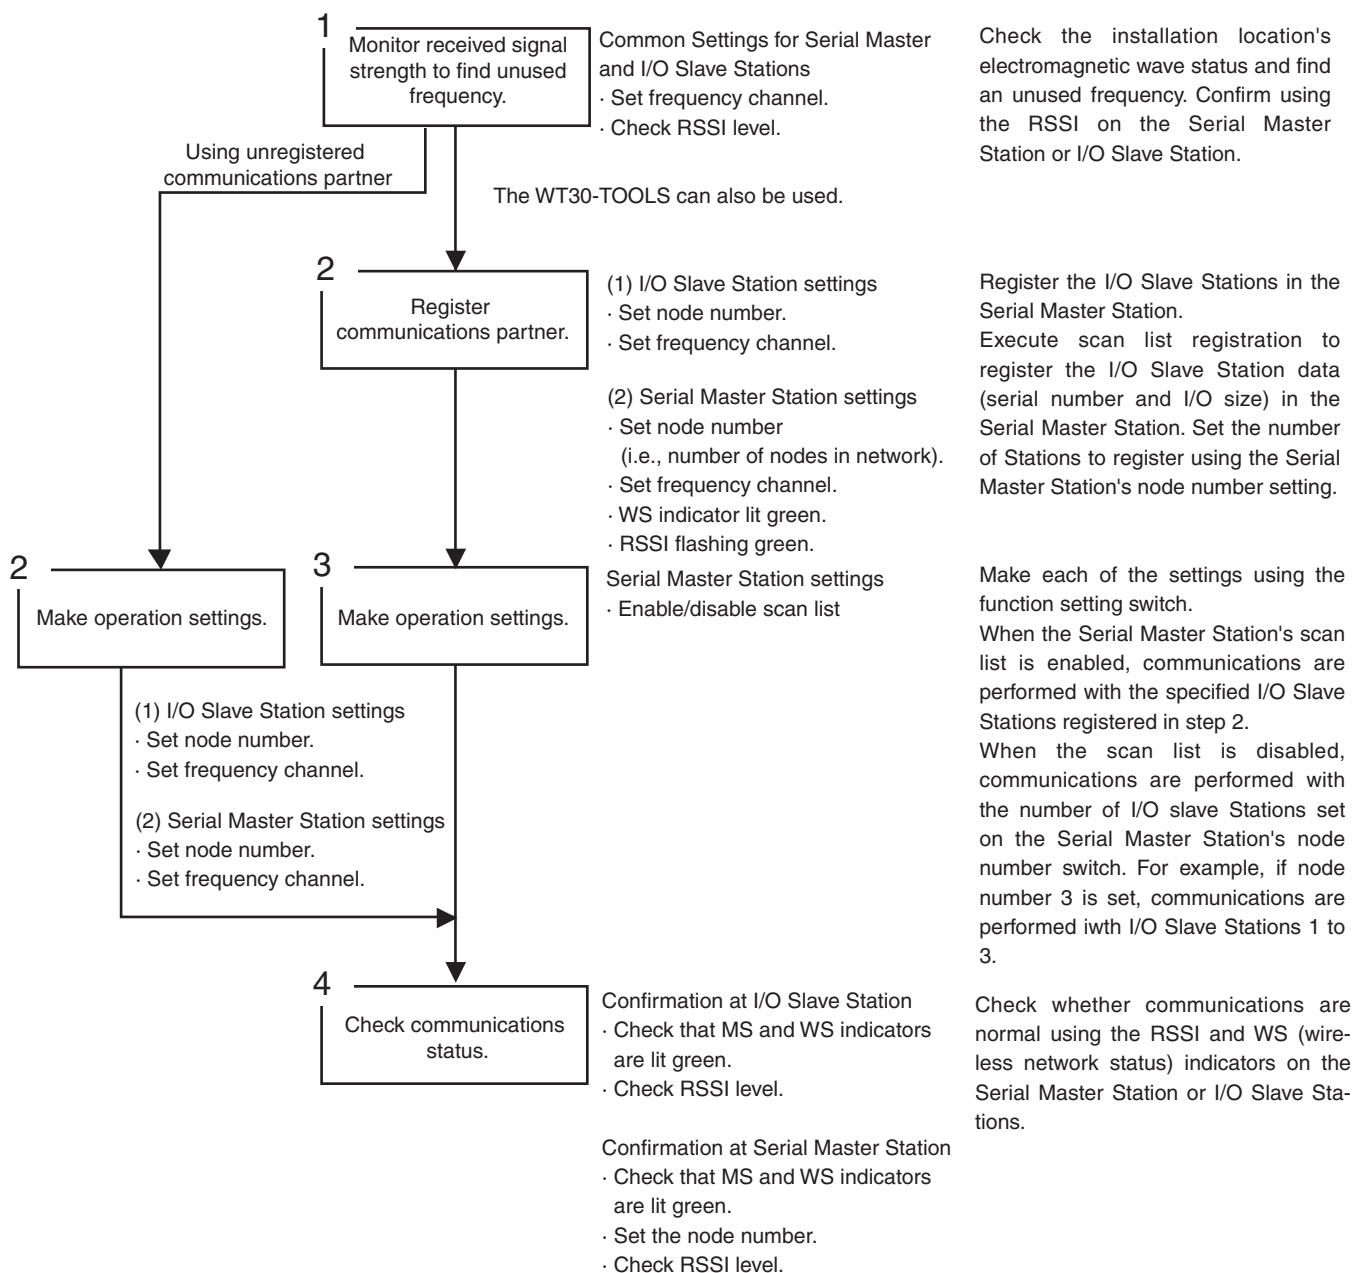 1
Monitor received signal
strength to find unused
frequency.
Common Settings for Serial Master
and I/O Slave Stations
· Set frequency channel.
· Check RSSI level.
Check the installation location's
electromagnetic wave status and find
an unused frequency. Confirm using
the RSSI on the Serial Master
Station or I/O Slave Station.
Using unregistered
communications partner
The WT30-TOOLS can also be used.
2
Register
communications partner.
(1) I/O Slave Station settings
· Set node number.
· Set frequency channel.
(2) Serial Master Station settings
· Set node number
(i.e., number of nodes in network).
· Set frequency channel.
· WS indicator lit green.
· RSSI flashing green.
Register the I/O Slave Stations in the
Serial Master Station.
Execute scan list registration to
register the I/O Slave Station data
(serial number and I/O size) in the
Serial Master Station. Set the number
of Stations to register using the Serial
Master Station's node number setting.
2
Make operation settings.
3
Make operation settings.
Serial Master Station settings
· Enable/disable scan list
Make each of the settings using the
function setting switch.
When the Serial Master Station's scan
list is enabled, communications are
performed with the specified I/O Slave
Stations registered in step 2.
When the scan list is disabled,
communications are performed with
the number of I/O slave Stations set
on the Serial Master Station's node
number switch. For example, if node
number 3 is set, communications are
performed iwth I/O Slave Stations 1 to
3.
(1) I/O Slave Station settings
· Set node number.
· Set frequency channel.
(2) Serial Master Station settings
· Set node number.
· Set frequency channel.
4
Check communications
status.
Confirmation at I/O Slave Station
· Check that MS and WS indicators
are lit green.
· Check RSSI level.
Confirmation at Serial Master Station
· Check that MS and WS indicators
are lit green.
· Set the node number.
· Check RSSI level.
Check whether communications are
normal using the RSSI and WS (wire-
less network status) indicators on the
Serial Master Station or I/O Slave Sta-
tions.